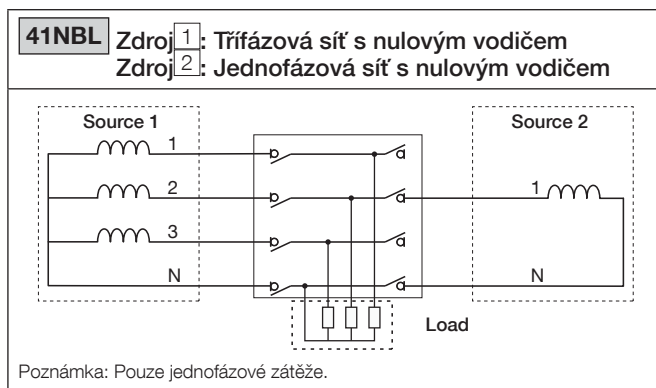 41NBL Zdroj 1: Třífázová síť s nulovým vodičem
Zdroj 2: Jednofázová síť s nulovým vodičem
Source 1
Source 2
1
2
1
3
N
N
Load
Poznámka: Pouze jednofázové zátěže.